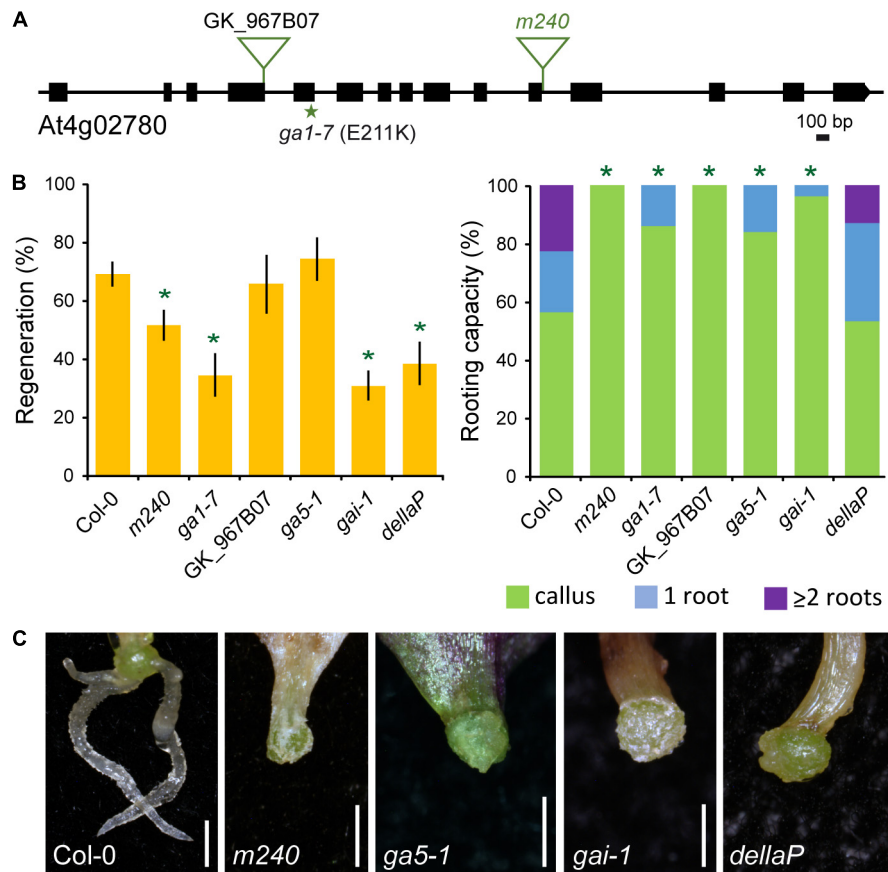 A
GK_967B07
m240
At4g02780
ga1-7 (E211K)
100 bp
B
Regeneration (%)
100
80
60
40
20
0
*
*
*
*
Col-0
m240
ga1-7
GK_967B07
ga5-1
gai-1
dellaP
Rooting capacity (%)
100
80
60
40
20
0
* * * * *
Col-0
m240
ga1-7
GK_967B07
ga5-1
gai-1
dellaP
callus 1 root ≥2 roots
C
Col-0
m240
ga5-1
gai-1
dellaP